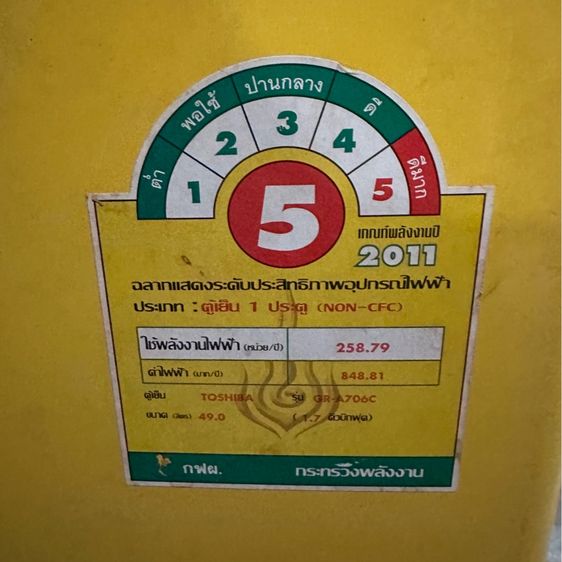 ต่ำ พอใช้ ปานกลาง ดี ดีมาก
1 2 3 4 5
5
เกณฑ์พลังงานปี
2011
ฉลากแสดงระดับประสิทธิภาพอุปกรณ์ไฟฟ้า
ประเภท : ตู้เย็น 1 ประตู (NON-CFC)
ใช้พลังงานไฟฟ้า (หน่วย/ปี) 258.79
ค่าไฟฟ้า (บาท/ปี) 848.81
ตู้เย็น TOSHIBA รุ่น GR-A706C
ขนาด (ลิตร) 49.0 ( 1.7 คิวบิกฟุต)
กฟผ. กระทรวงพลังงาน